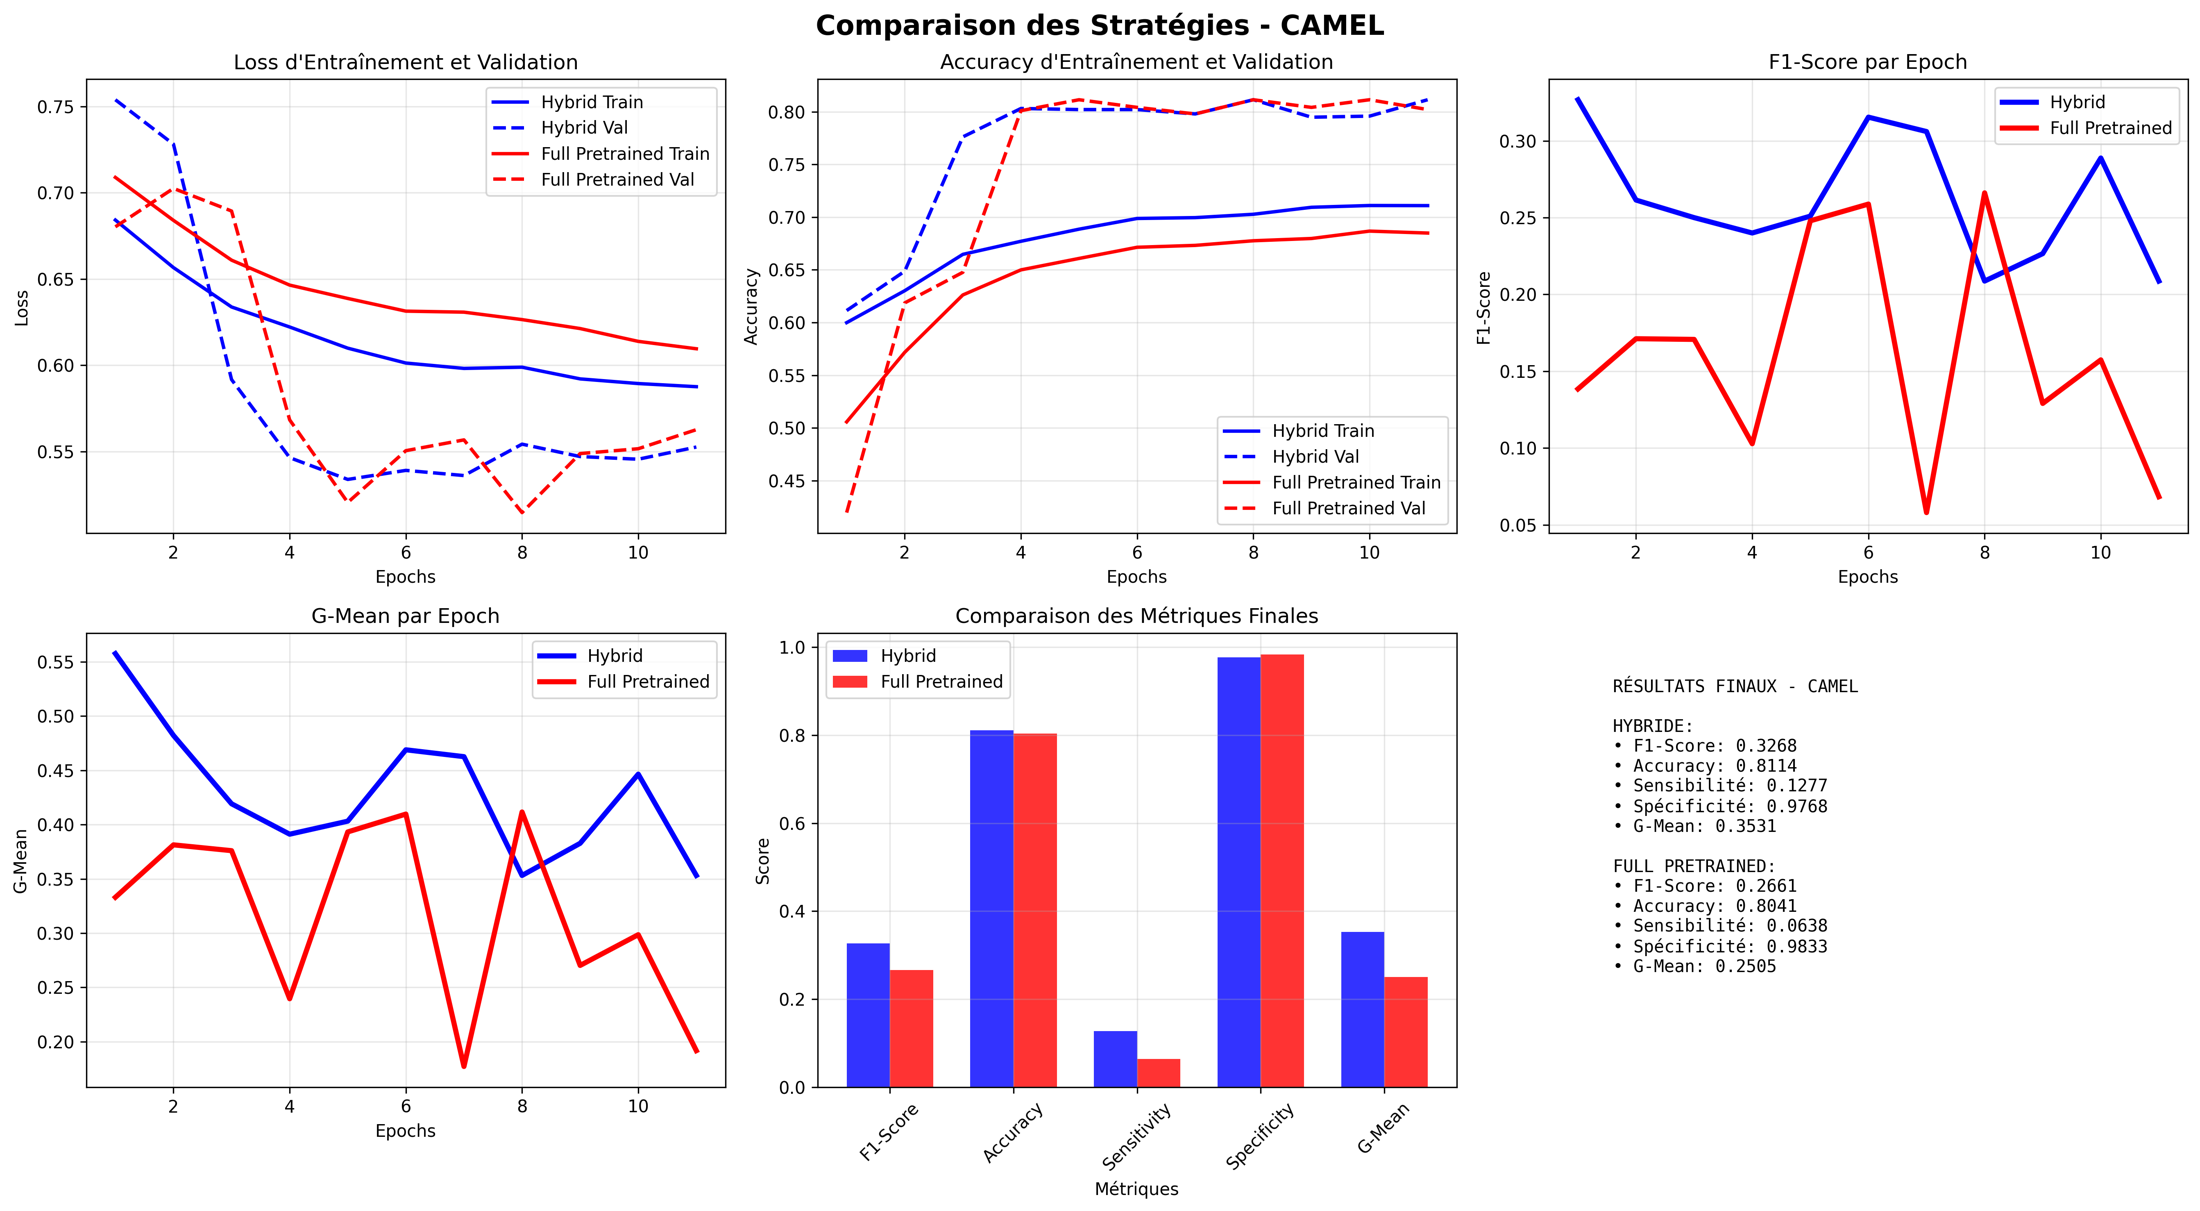 Comparaison des Stratégies - CAMEL
Loss d'Entraînement et Validation
Loss
0.75
0.70
0.65
0.60
0.55
Hybrid Train
Hybrid Val
Full Pretrained Train
Full Pretrained Val
2 4 6 8 10
Epochs
Accuracy d'Entraînement et Validation
Accuracy
0.80
0.75
0.70
0.65
0.60
0.55
0.50
0.45
Hybrid Train
Hybrid Val
Full Pretrained Train
Full Pretrained Val
2 4 6 8 10
Epochs
F1-Score par Epoch
F1-Score
0.30
0.25
0.20
0.15
0.10
0.05
Hybrid
Full Pretrained
2 4 6 8 10
Epochs
G-Mean par Epoch
G-Mean
0.55
0.50
0.45
0.40
0.35
0.30
0.25
0.20
Hybrid
Full Pretrained
2 4 6 8 10
Epochs
Comparaison des Métriques Finales
Score
1.0
0.8
0.6
0.4
0.2
0.0
Hybrid
Full Pretrained
F1-Score
Accuracy
Sensitivity
Specificity
G-Mean
Métriques
RÉSULTATS FINAUX - CAMEL
HYBRIDE:
• F1-Score: 0.3268
• Accuracy: 0.8114
• Sensibilité: 0.1277
• Spécificité: 0.9768
• G-Mean: 0.3531
FULL PRETRAINED:
• F1-Score: 0.2661
• Accuracy: 0.8041
• Sensibilité: 0.0638
• Spécificité: 0.9833
• G-Mean: 0.2505